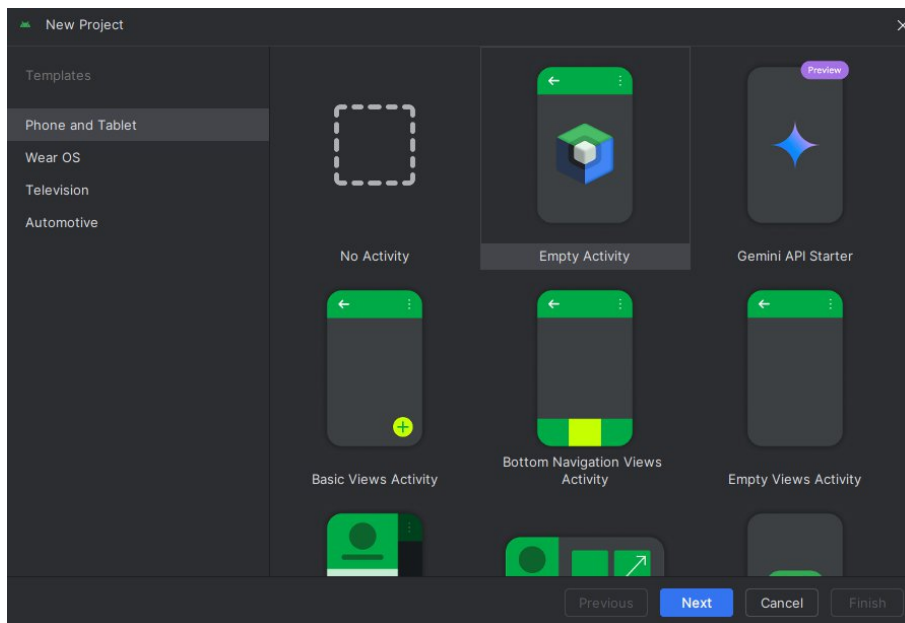 New Project
Templates
Phone and Tablet
Wear OS
Television
Automotive
Preview
No Activity
Empty Activity
Gemini API Starter
Basic Views Activity
Bottom Navigation Views
Activity
Empty Views Activity
Previous
Next
Cancel
Finish